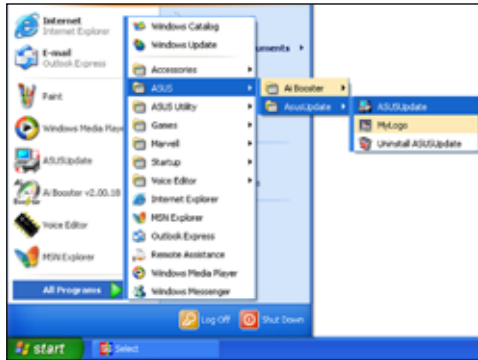 Internet
Internet Explorer
E-mail
Outlook Express
Paint
Windows Media Play
ASUSUpdate
Ai Booster v2.00.18
Voice Editor
MSN Explorer
All Programs
Windows Catalog
Windows Update
Accessories
ASUS
ASUS Utility
Games
Marvell
Startup
Voice Editor
Internet Explorer
MSN Explorer
Outlook Express
Remote Assistance
Windows Media Player
Windows Messenger
uments
Ai Booster
AsusUpdate
ASUSUpdate
MyLogo
Uninstall ASUSUpdate
Log Off
Shut Down
start
Select